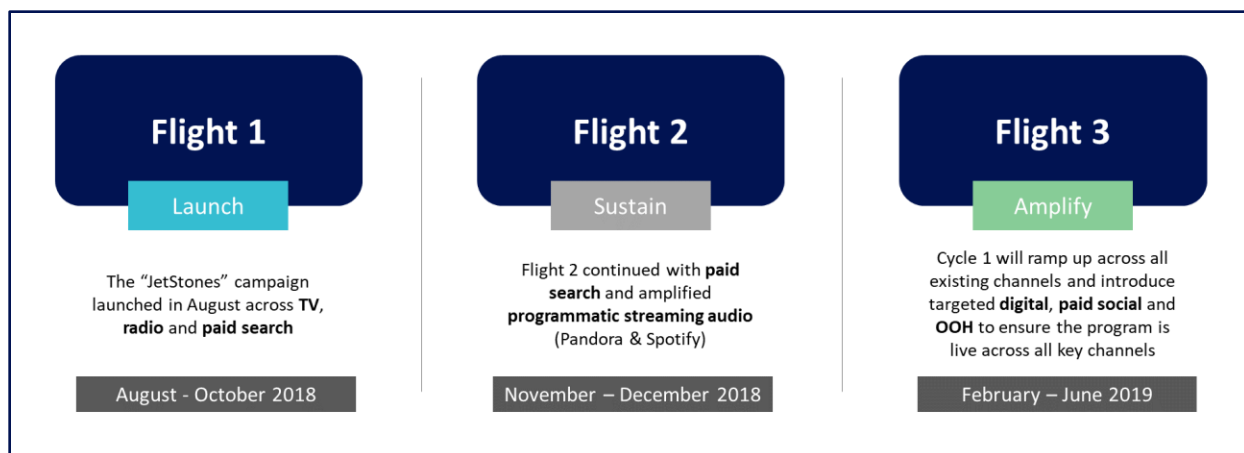 Flight 1
Launch
The “JetStones” campaign
launched in August across TV,
radio and paid search
August - October 2018
Flight 2
Sustain
Flight 2 continued with paid
search and amplified
programmatic streaming audio
(Pandora & Spotify)
November – December 2018
Flight 3
Amplify
Cycle 1 will ramp up across all
existing channels and introduce
targeted digital, paid social and
OOH to ensure the program is
live across all key channels
February – June 2019